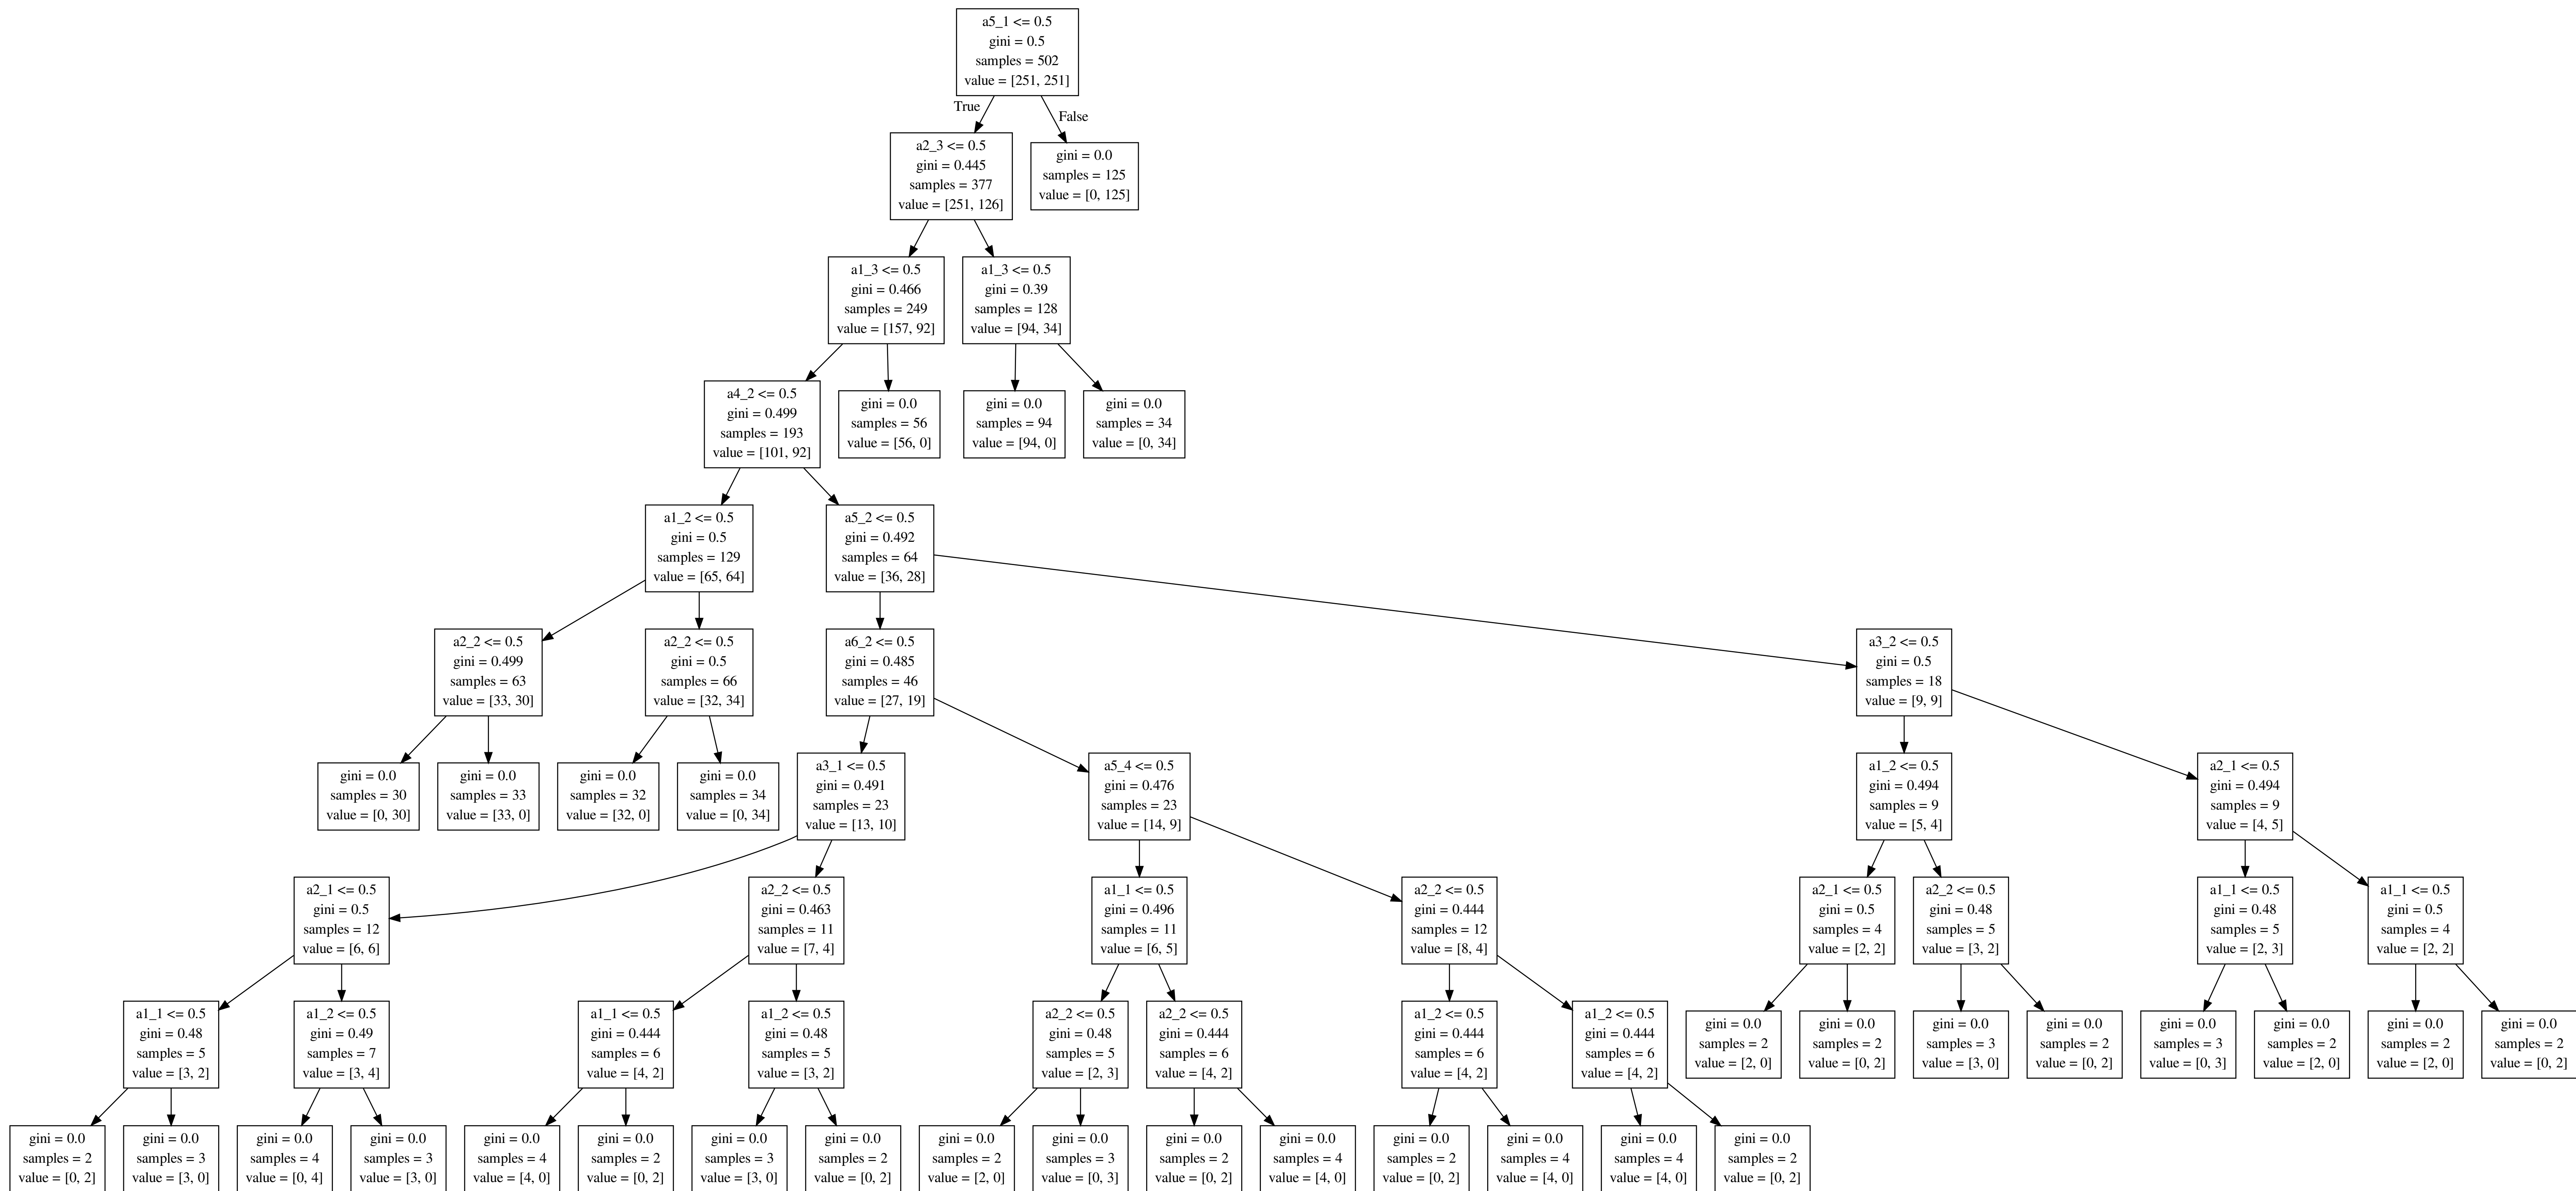 a5_1 <= 0.5
gini = 0.5
samples = 502
value = [251, 251]
True
False
a2_3 <= 0.5
gini = 0.445
samples = 377
value = [251, 126]
gini = 0.0
samples = 125
value = [0, 125]
a1_3 <= 0.5
gini = 0.466
samples = 249
value = [157, 92]
a1_3 <= 0.5
gini = 0.39
samples = 128
value = [94, 34]
a4_2 <= 0.5
gini = 0.499
samples = 193
value = [101, 92]
gini = 0.0
samples = 56
value = [56, 0]
gini = 0.0
samples = 94
value = [94, 0]
gini = 0.0
samples = 34
value = [0, 34]
a1_2 <= 0.5
gini = 0.5
samples = 129
value = [65, 64]
a5_2 <= 0.5
gini = 0.492
samples = 64
value = [36, 28]
a2_2 <= 0.5
gini = 0.499
samples = 63
value = [33, 30]
a2_2 <= 0.5
gini = 0.5
samples = 66
value = [32, 34]
a6_2 <= 0.5
gini = 0.485
samples = 46
value = [27, 19]
a3_2 <= 0.5
gini = 0.5
samples = 18
value = [9, 9]
gini = 0.0
samples = 30
value = [0, 30]
gini = 0.0
samples = 33
value = [33, 0]
gini = 0.0
samples = 32
value = [32, 0]
gini = 0.0
samples = 34
value = [0, 34]
a3_1 <= 0.5
gini = 0.491
samples = 23
value = [13, 10]
a5_4 <= 0.5
gini = 0.476
samples = 23
value = [14, 9]
a1_2 <= 0.5
gini = 0.494
samples = 9
value = [5, 4]
a2_1 <= 0.5
gini = 0.494
samples = 9
value = [4, 5]
a2_1 <= 0.5
gini = 0.5
samples = 12
value = [6, 6]
a2_2 <= 0.5
gini = 0.463
samples = 11
value = [7, 4]
a1_1 <= 0.5
gini = 0.496
samples = 11
value = [6, 5]
a2_2 <= 0.5
gini = 0.444
samples = 12
value = [8, 4]
a2_1 <= 0.5
gini = 0.5
samples = 4
value = [2, 2]
a2_2 <= 0.5
gini = 0.48
samples = 5
value = [3, 2]
a1_1 <= 0.5
gini = 0.48
samples = 5
value = [2, 3]
a1_1 <= 0.5
gini = 0.5
samples = 4
value = [2, 2]
a1_1 <= 0.5
gini = 0.48
samples = 5
value = [3, 2]
a1_2 <= 0.5
gini = 0.49
samples = 7
value = [3, 4]
a1_1 <= 0.5
gini = 0.444
samples = 6
value = [4, 2]
a1_2 <= 0.5
gini = 0.48
samples = 5
value = [3, 2]
a2_2 <= 0.5
gini = 0.48
samples = 5
value = [2, 3]
a2_2 <= 0.5
gini = 0.444
samples = 6
value = [4, 2]
a1_2 <= 0.5
gini = 0.444
samples = 6
value = [4, 2]
a1_2 <= 0.5
gini = 0.444
samples = 6
value = [4, 2]
gini = 0.0
samples = 2
value = [2, 0]
gini = 0.0
samples = 2
value = [0, 2]
gini = 0.0
samples = 3
value = [3, 0]
gini = 0.0
samples = 2
value = [0, 2]
gini = 0.0
samples = 3
value = [0, 3]
gini = 0.0
samples = 2
value = [2, 0]
gini = 0.0
samples = 2
value = [2, 0]
gini = 0.0
samples = 2
value = [0, 2]
gini = 0.0
samples = 2
value = [0, 2]
gini = 0.0
samples = 3
value = [3, 0]
gini = 0.0
samples = 4
value = [0, 4]
gini = 0.0
samples = 3
value = [3, 0]
gini = 0.0
samples = 4
value = [4, 0]
gini = 0.0
samples = 2
value = [0, 2]
gini = 0.0
samples = 3
value = [3, 0]
gini = 0.0
samples = 2
value = [0, 2]
gini = 0.0
samples = 2
value = [2, 0]
gini = 0.0
samples = 3
value = [0, 3]
gini = 0.0
samples = 2
value = [0, 2]
gini = 0.0
samples = 4
value = [4, 0]
gini = 0.0
samples = 2
value = [0, 2]
gini = 0.0
samples = 4
value = [4, 0]
gini = 0.0
samples = 4
value = [4, 0]
gini = 0.0
samples = 2
value = [0, 2]